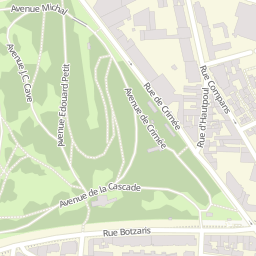 Avenue Michal
Avenue J.C. Cave
Avenue Edouard Petit
Avenue de Crimée
Rue de Crimée
Rue d'Hautpoul
Rue Compans
Avenue de la Cascade
Rue Botzaris